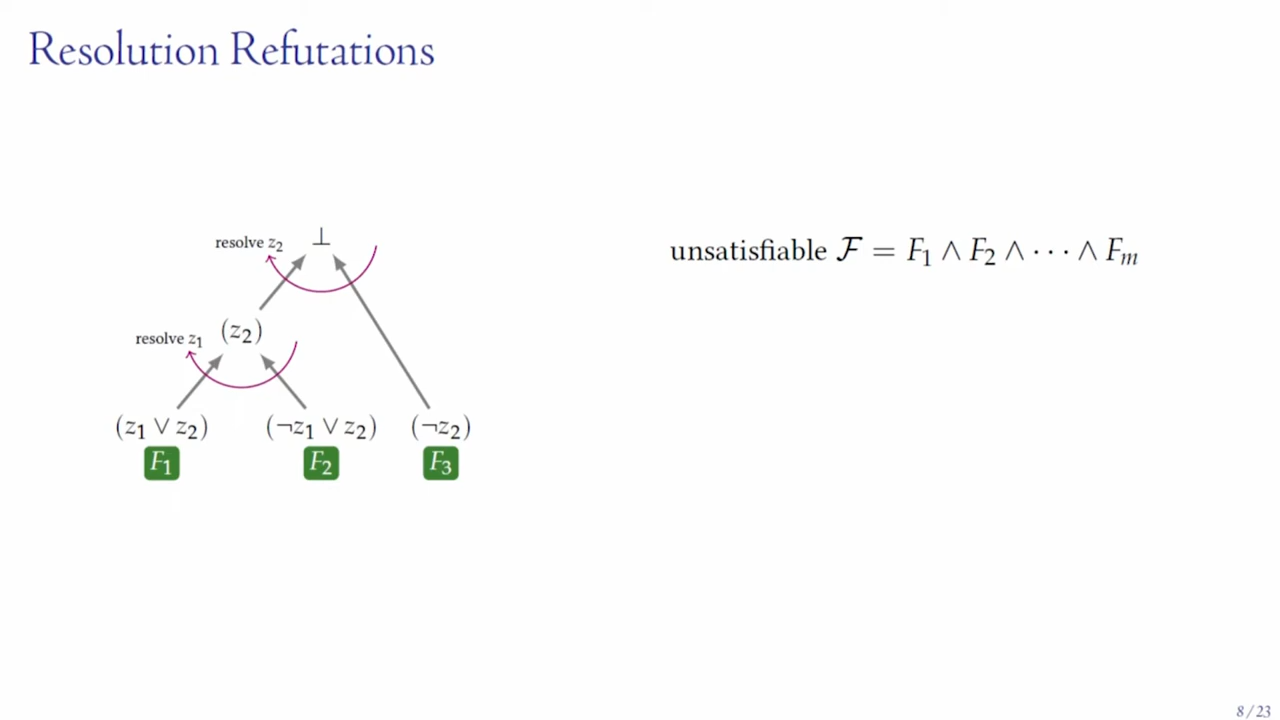 Resolution Refutations
resolve z₂ ⊥
unsatisfiable ℱ = F₁ ∧ F₂ ∧ ⋯ ∧ Fₘ
resolve z₁ (z₂)
(z₁ ∨ z₂) (¬z₁ ∨ z₂) (¬z₂)
F₁ F₂ F₃
8 / 23